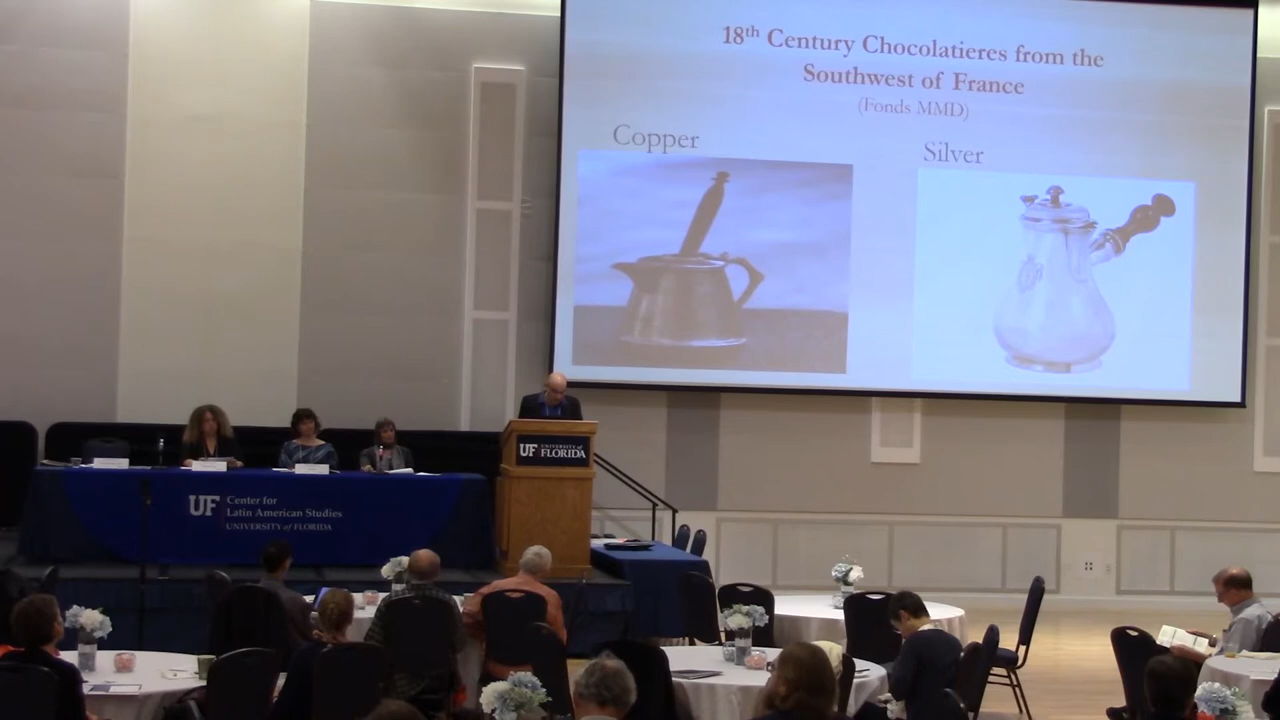 18th Century Chocolatieres from the
Southwest of France
(Fonds MMD)
Copper
Silver
UF UNIVERSITY of
FLORIDA
UF Center for
Latin American Studies
UNIVERSITY of FLORIDA